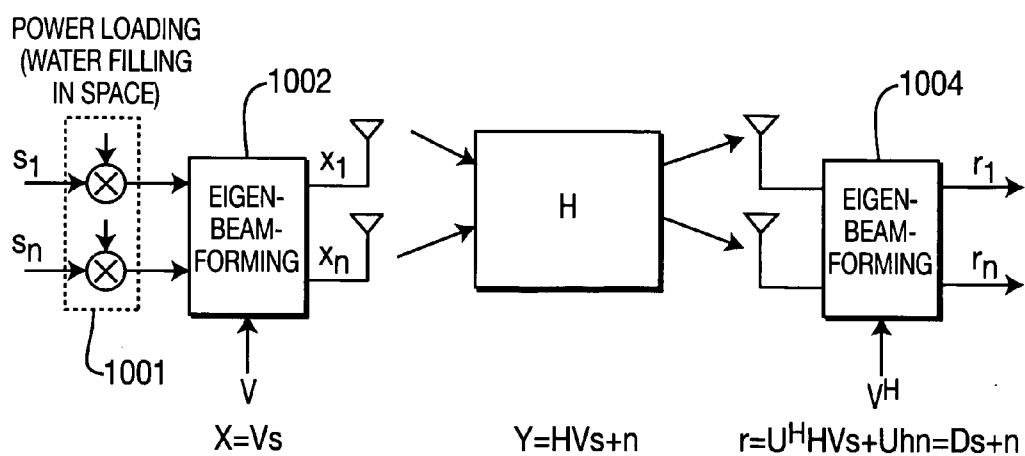 POWER LOADING
(WATER FILLING
IN SPACE)
1002
1004
s1
sn
EIGEN-
BEAM-
FORMING
x1
xn
H
EIGEN-
BEAM-
FORMING
r1
rn
1001
V
VH
X=Vs
Y=HVs+n
r=UHHVs+Uhn=Ds+n